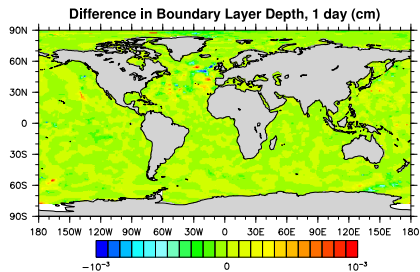 Difference in Boundary Layer Depth, 1 day (cm)
90N
60N
30N
0
30S
60S
90S
180 150W 120W 90W 60W 30W 0 30E 60E 90E 120E 150E 180
−10⁻³ 0 10⁻³